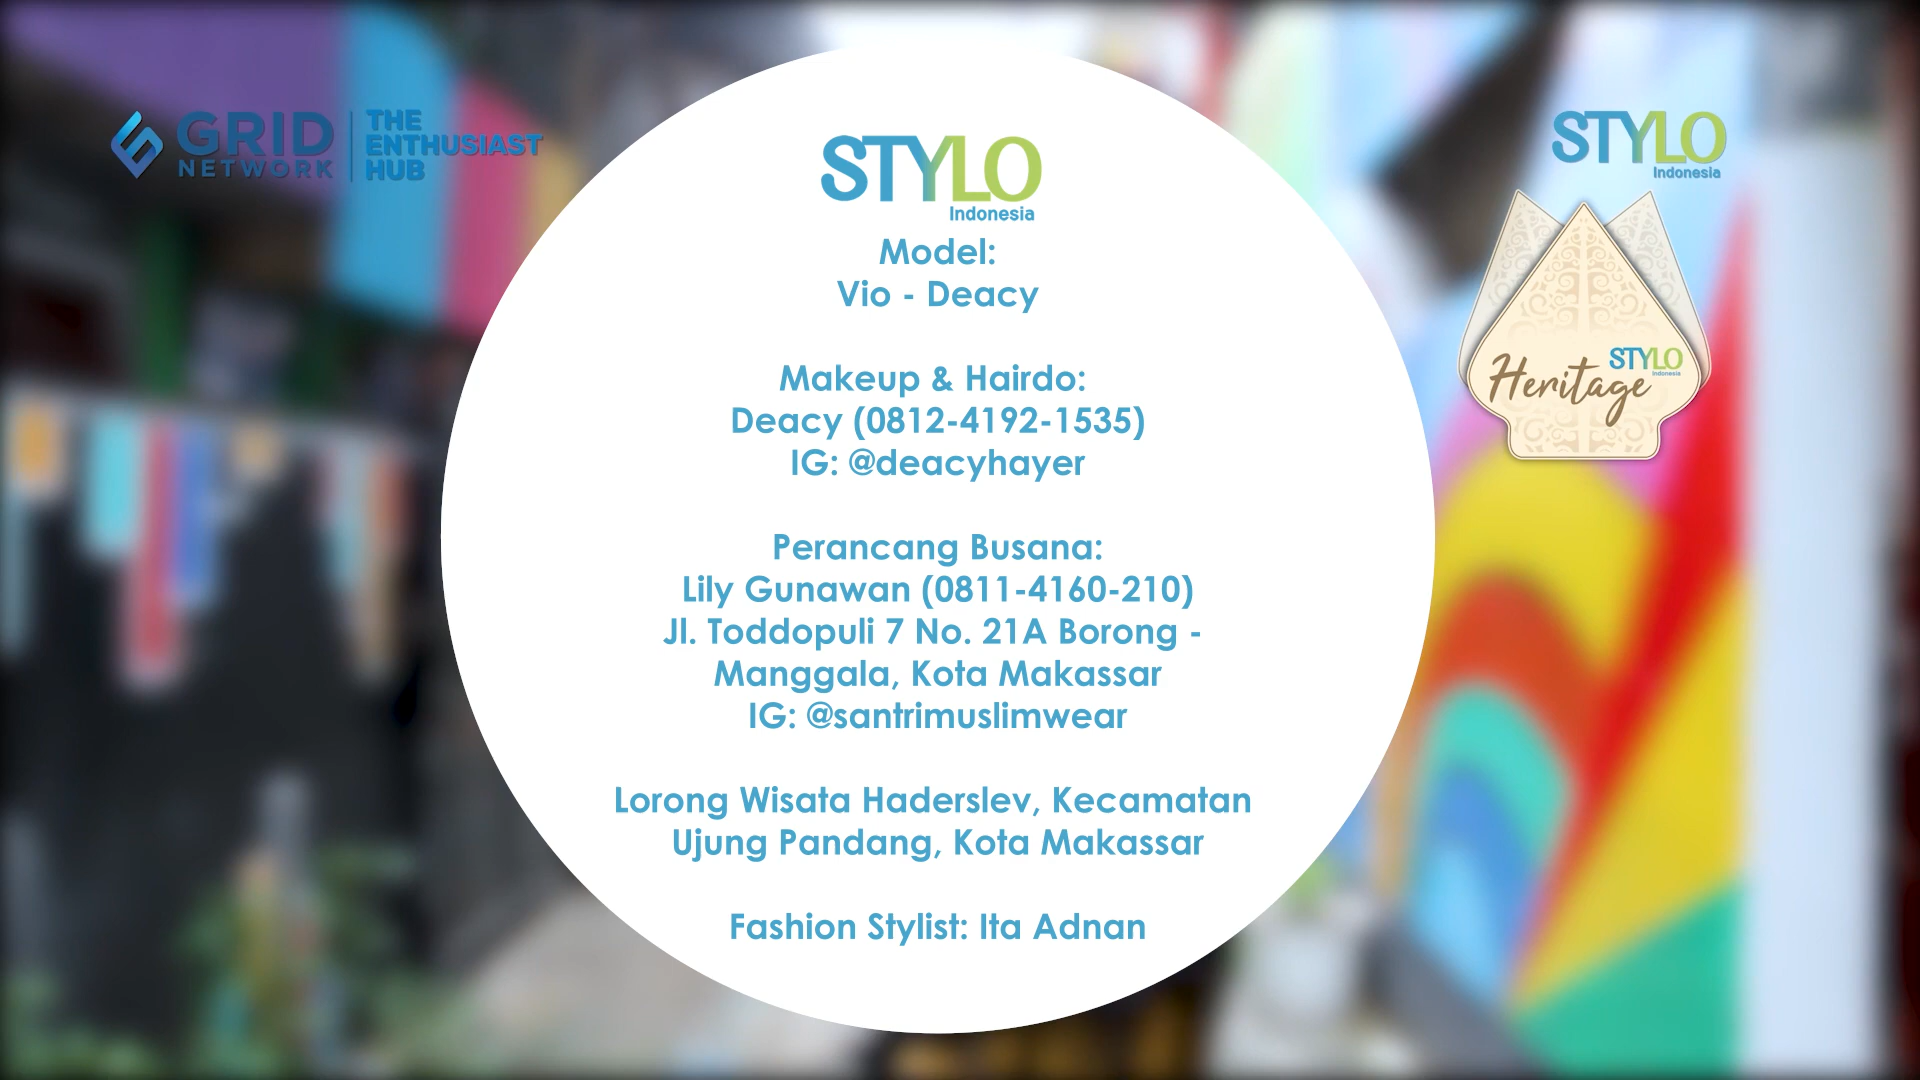 GRID
NETWORK
THE
ENTHUSIAST
HUB
STYLO
Indonesia
Model:
Vio - Deacy
Makeup & Hairdo:
Deacy (0812-4192-1535)
IG: @deacyhayer
Perancang Busana:
Lily Gunawan (0811-4160-210)
Jl. Toddopuli 7 No. 21A Borong -
Manggala, Kota Makassar
IG: @santrimuslimwear
Lorong Wisata Haderslev, Kecamatan
Ujung Pandang, Kota Makassar
Fashion Stylist: Ita Adnan
STYLO
Indonesia
STYLO
Indonesia
Heritage